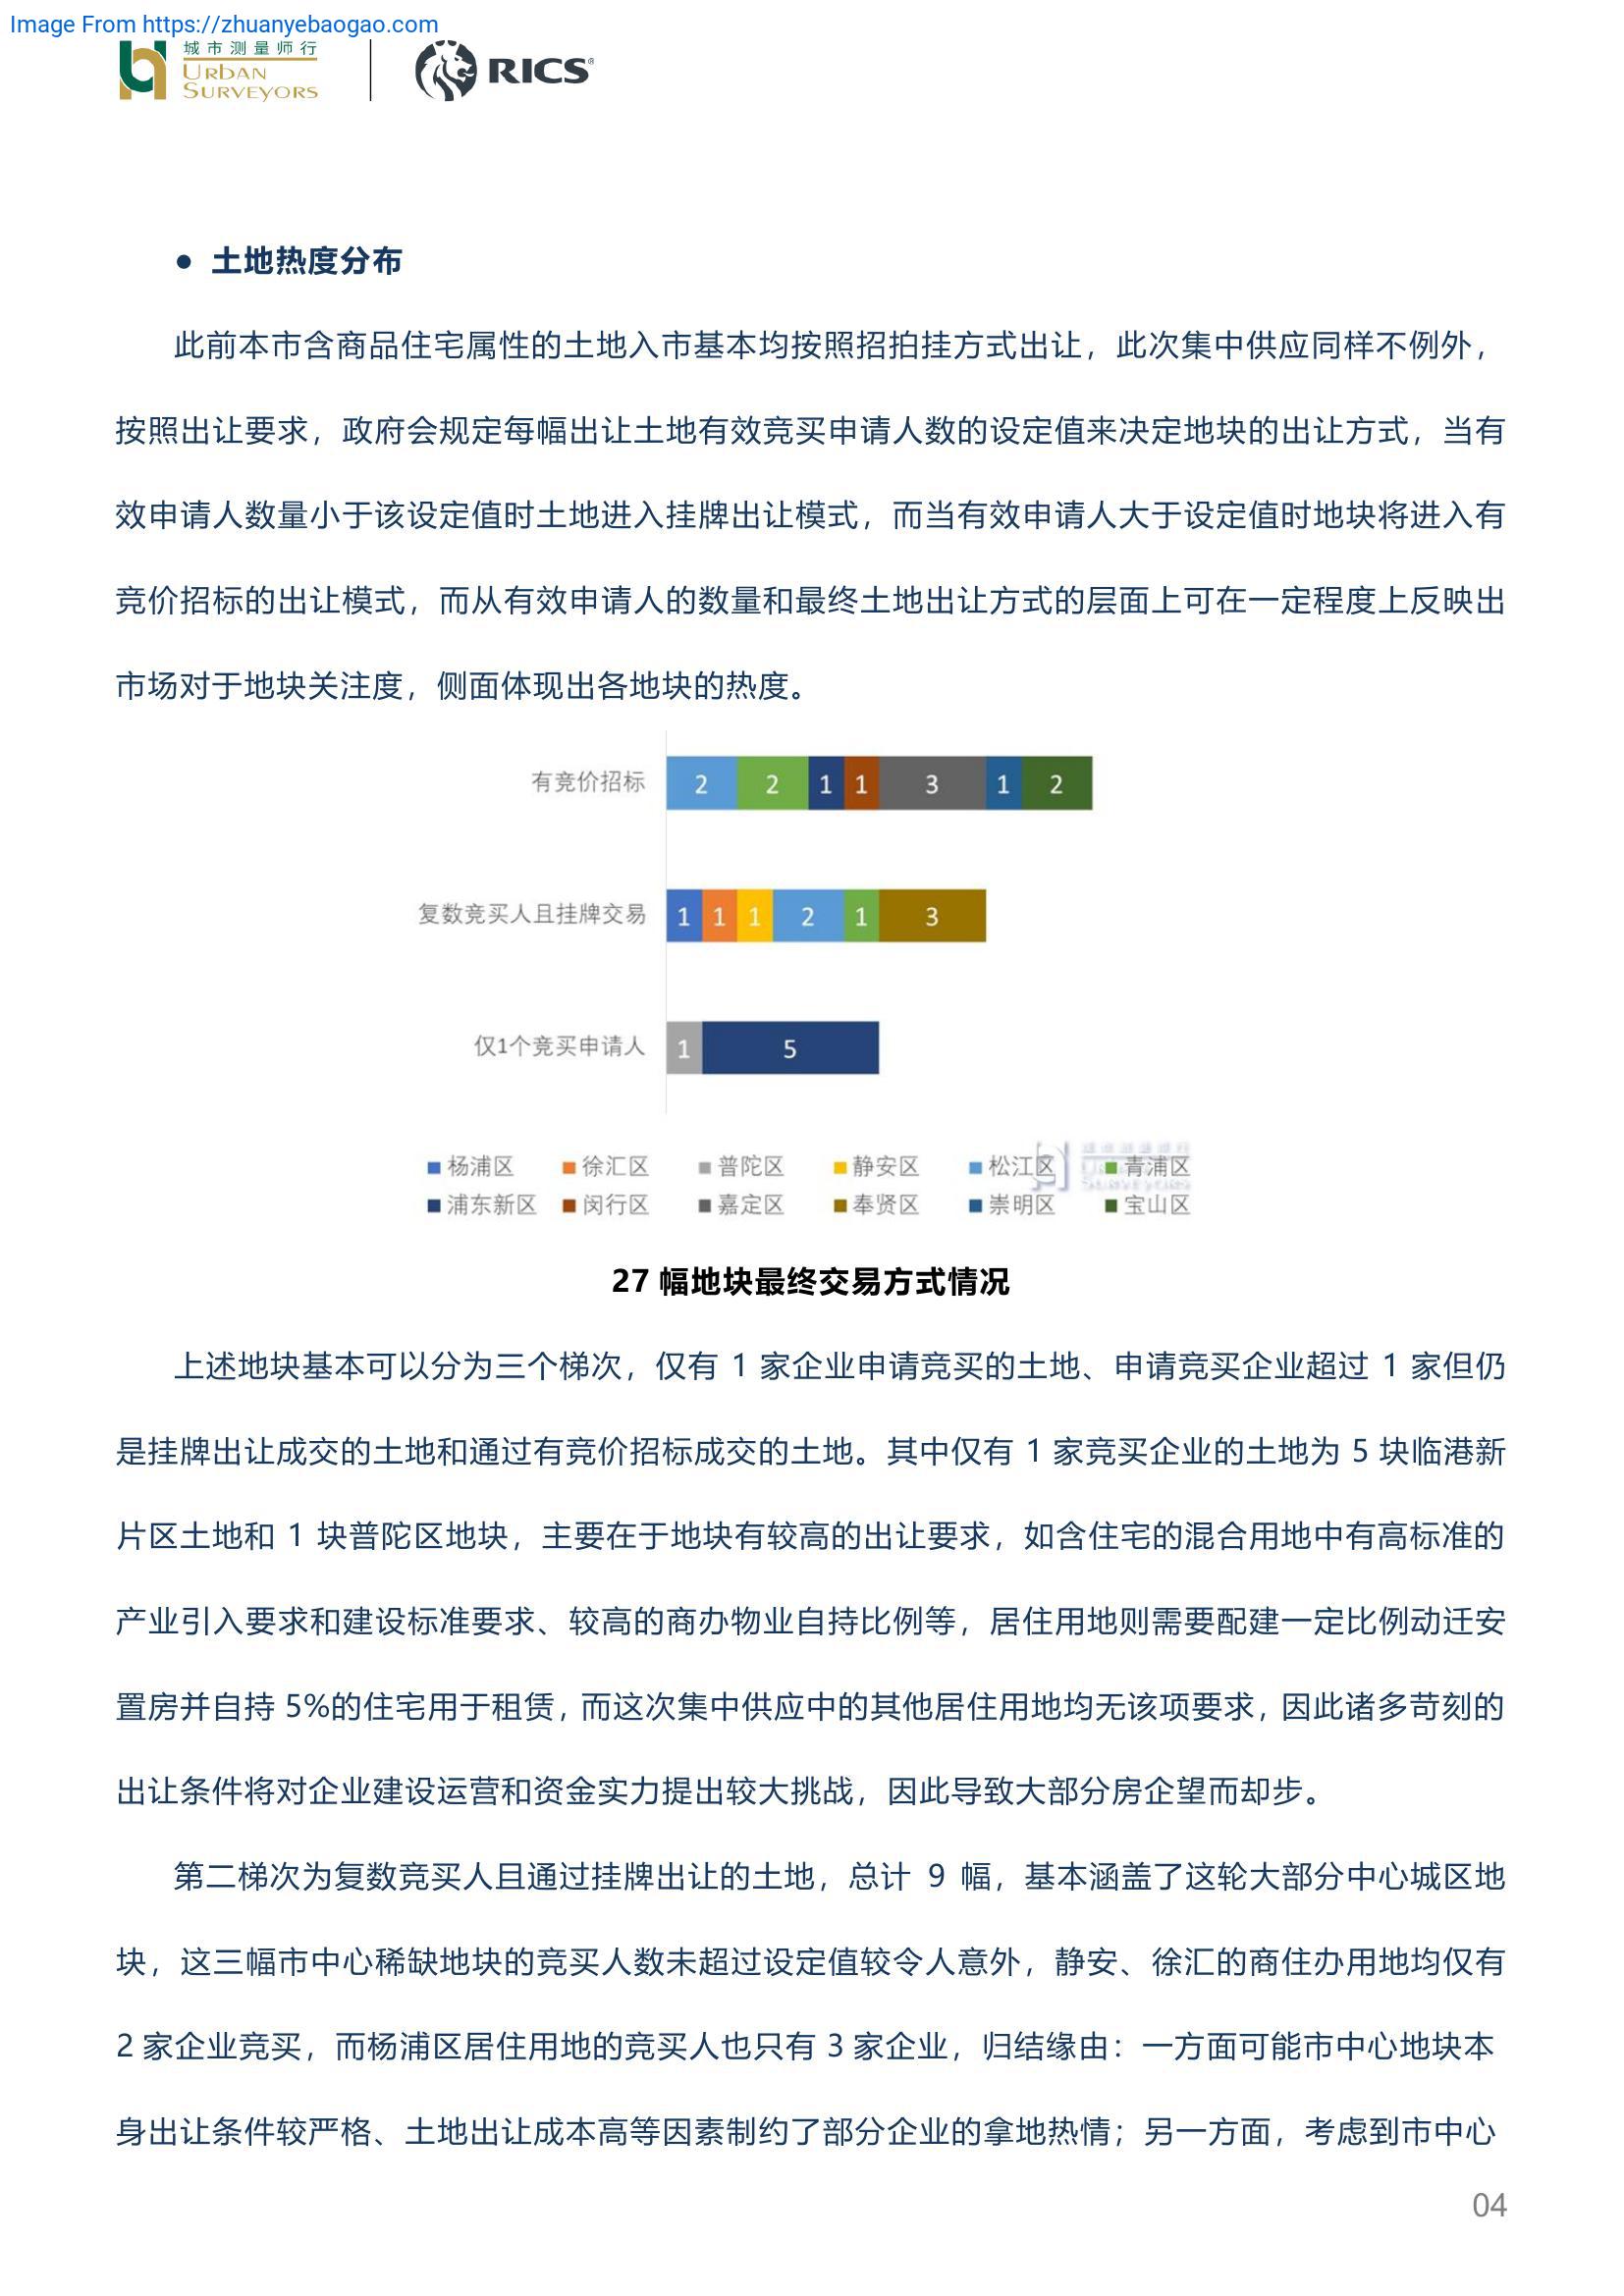 Image From https://zhuanyebaogao.com
城市测量师行
URBAN
SURVEYORS
RICS®
● 土地热度分布
此前本市含商品住宅属性的土地入市基本均按照招拍挂方式出让，此次集中供应同样不例外，
按照出让要求，政府会规定每幅出让土地有效竞买申请人数的设定值来决定地块的出让方式，当有
效申请人数量小于该设定值时土地进入挂牌出让模式，而当有效申请人大于设定值时地块将进入有
竞价招标的出让模式，而从有效申请人的数量和最终土地出让方式的层面上可在一定程度上反映出
市场对于地块关注度，侧面体现出各地块的热度。
有竞价招标 2 2 1 1 3 1 2
复数竞买人且挂牌交易 1 1 1 2 1 3
仅1个竞买申请人 1 5
杨浦区 徐汇区 普陀区 静安区 松江区 青浦区
浦东新区 闵行区 嘉定区 奉贤区 崇明区 宝山区
27 幅地块最终交易方式情况
上述地块基本可以分为三个梯次，仅有 1 家企业申请竞买的土地、申请竞买企业超过 1 家但仍
是挂牌出让成交的土地和通过有竞价招标成交的土地。其中仅有 1 家竞买企业的土地为 5 块临港新
片区土地和 1 块普陀区地块，主要在于地块有较高的出让要求，如含住宅的混合用地中有高标准的
产业引入要求和建设标准要求、较高的商办物业自持比例等，居住用地则需要配建一定比例动迁安
置房并自持 5%的住宅用于租赁，而这次集中供应中的其他居住用地均无该项要求，因此诸多苛刻的
出让条件将对企业建设运营和资金实力提出较大挑战，因此导致大部分房企望而却步。
第二梯次为复数竞买人且通过挂牌出让的土地，总计 9 幅，基本涵盖了这轮大部分中心城区地
块，这三幅市中心稀缺地块的竞买人数未超过设定值较令人意外，静安、徐汇的商住办用地均仅有
2 家企业竞买，而杨浦区居住用地的竞买人也只有 3 家企业，归结缘由：一方面可能市中心地块本
身出让条件较严格、土地出让成本高等因素制约了部分企业的拿地热情；另一方面，考虑到市中心
04